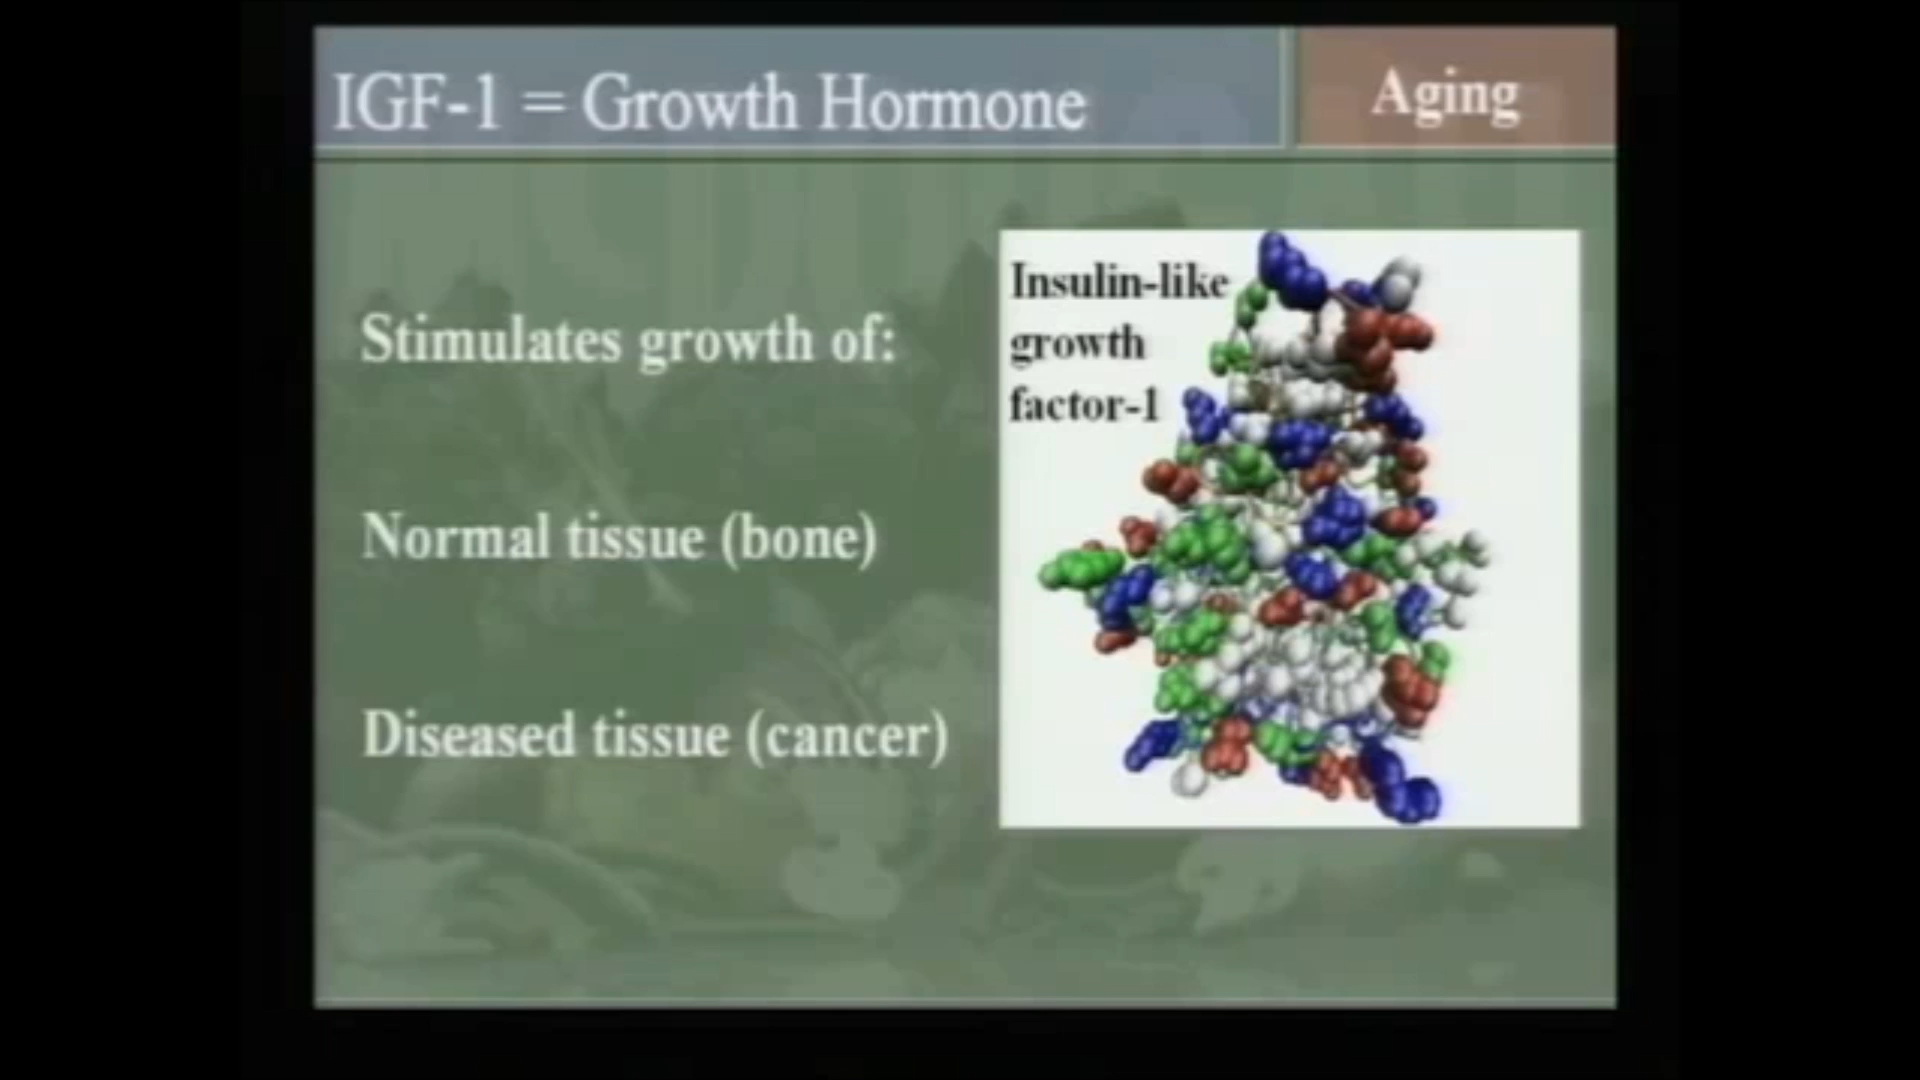 IGF-1 = Growth Hormone
Aging
Stimulates growth of:
Normal tissue (bone)
Diseased tissue (cancer)
Insulin-like
growth
factor-1